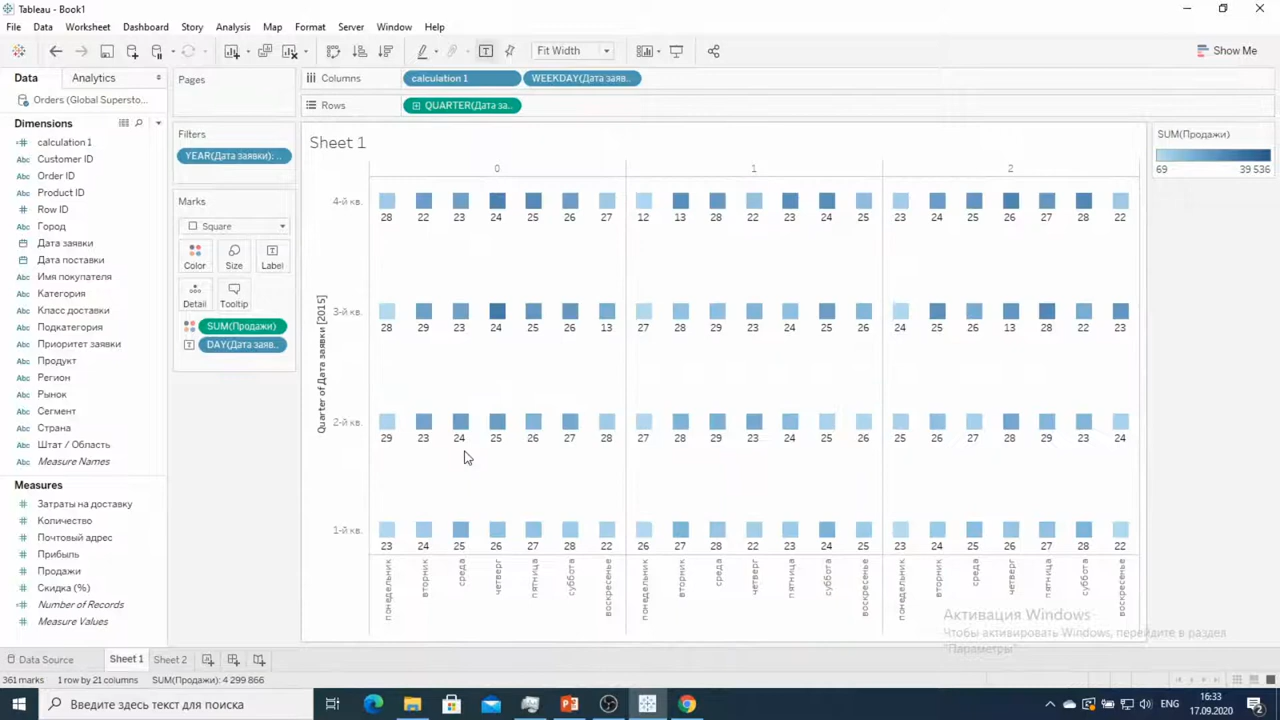 Tableau - Book1
File Data Worksheet Dashboard Story Analysis Map Format Server Window Help
Fit Width
Show Me
Data Analytics
Orders (Global Supersto...
Dimensions
calculation 1
Customer ID
Order ID
Product ID
Row ID
Город
Дата заявки
Дата поставки
Имя покупателя
Категория
Класс доставки
Подкатегория
Приоритет заявки
Продукт
Регион
Рынок
Сегмент
Страна
Штат / Область
Measure Names
Measures
Затраты на доставку
Количество
Почтовый адрес
Прибыль
Продажи
Скидка (%)
Number of Records
Measure Values
Pages
Filters
YEAR(Дата заявки): ..
Marks
Square
Color Size Label
Detail Tooltip
SUM(Продажи)
DAY(Дата заяв..
Columns calculation 1 WEEKDAY(Дата заяв..
Rows QUARTER(Дата за..
Sheet 1
0 1 2
Quarter of Дата заявки [2015]
4-й кв.
28 22 23 24 25 26 27 12 13 28 22 23 24 25 23 24 25 26 27 28 22
3-й кв.
28 29 23 24 25 26 13 27 28 29 23 24 25 26 24 25 26 13 28 22 23
2-й кв.
29 23 24 25 26 27 28 27 28 29 23 24 25 26 25 26 27 28 29 23 24
1-й кв.
23 24 25 26 27 28 22 26 27 28 22 23 24 25 23 24 25 26 27 28 22
понедельник вторник среда четверг пятница суббота воскресенье понедельник вторник среда четверг пятница суббота воскресенье понедельник вторник среда четверг пятница суббота воскресенье
SUM(Продажи)
69 39 536
Активация Windows
Чтобы активировать Windows, перейдите в раздел
"Параметры"
Data Source Sheet 1 Sheet 2
361 marks 1 row by 21 columns SUM(Продажи): 4 299 866
Введите здесь текст для поиска
ENG
16:33
17.09.2020
2